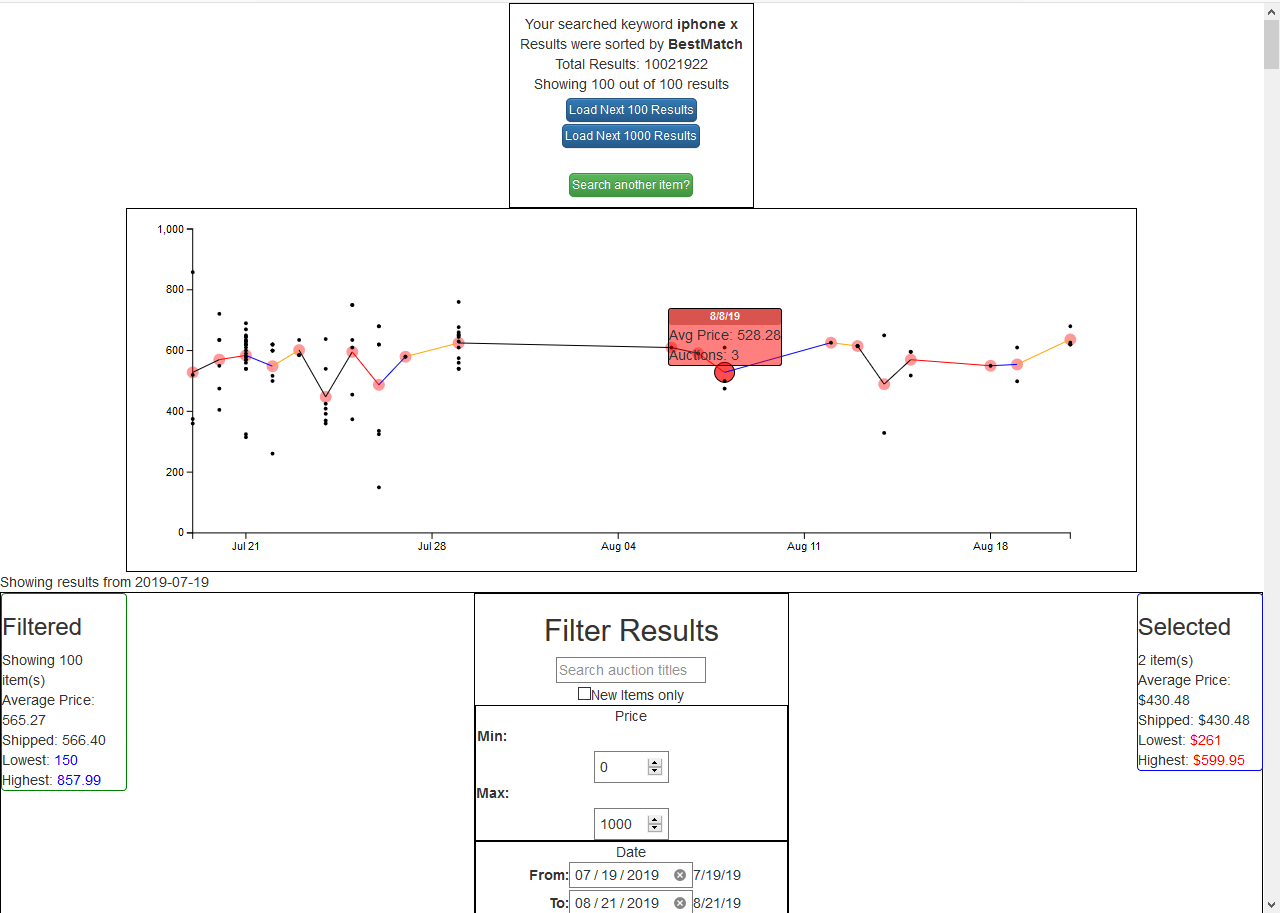 Your searched keyword iphone x
Results were sorted by BestMatch
Total Results: 10021922
Showing 100 out of 100 results
Load Next 100 Results
Load Next 1000 Results
Search another item?
1,000
800
600
400
200
0
8/8/19
Avg Price: 528.28
Auctions: 3
Jul 21
Jul 28
Aug 04
Aug 11
Aug 18
Showing results from 2019-07-19
Filtered
Showing 100
item(s)
Average Price:
565.27
Shipped: 566.40
Lowest: 150
Highest: 857.99
Filter Results
Search auction titles
New Items only
Price
Min:
0
Max:
1000
Date
From: 07 / 19 / 2019 7/19/19
To: 08 / 21 / 2019 8/21/19
Selected
2 item(s)
Average Price:
$430.48
Shipped: $430.48
Lowest: $261
Highest: $599.95